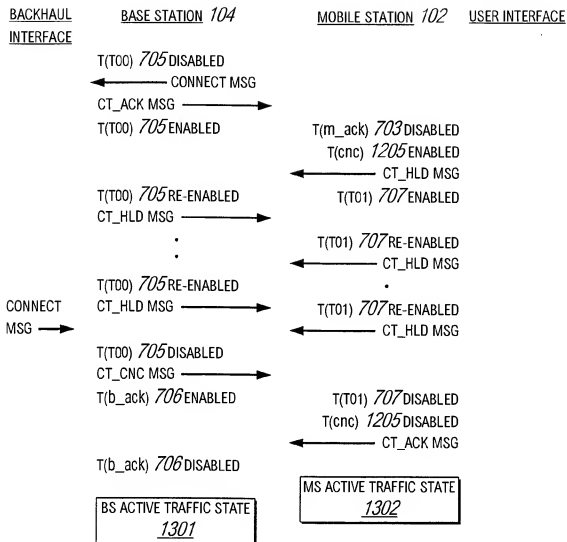 BACKHAUL INTERFACE
BASE STATION 104
MOBILE STATION 102
USER INTERFACE
T(T00) 705 DISABLED
CONNECT MSG
CT_ACK MSG
T(T00) 705 ENABLED
T(m_ack) 703 DISABLED
T(cnc) 1205 ENABLED
CT_HLD MSG
T(T00) 705 RE-ENABLED
T(T01) 707 ENABLED
CT_HLD MSG
T(T01) 707 RE-ENABLED
CT_HLD MSG
T(T00) 705 RE-ENABLED
CONNECT MSG
CT_HLD MSG
T(T01) 707 RE-ENABLED
CT_HLD MSG
T(T00) 705 DISABLED
CT_CNC MSG
T(b_ack) 706 ENABLED
T(T01) 707 DISABLED
T(cnc) 1205 DISABLED
CT_ACK MSG
T(b_ack) 706 DISABLED
MS ACTIVE TRAFFIC STATE
1302
BS ACTIVE TRAFFIC STATE
1301